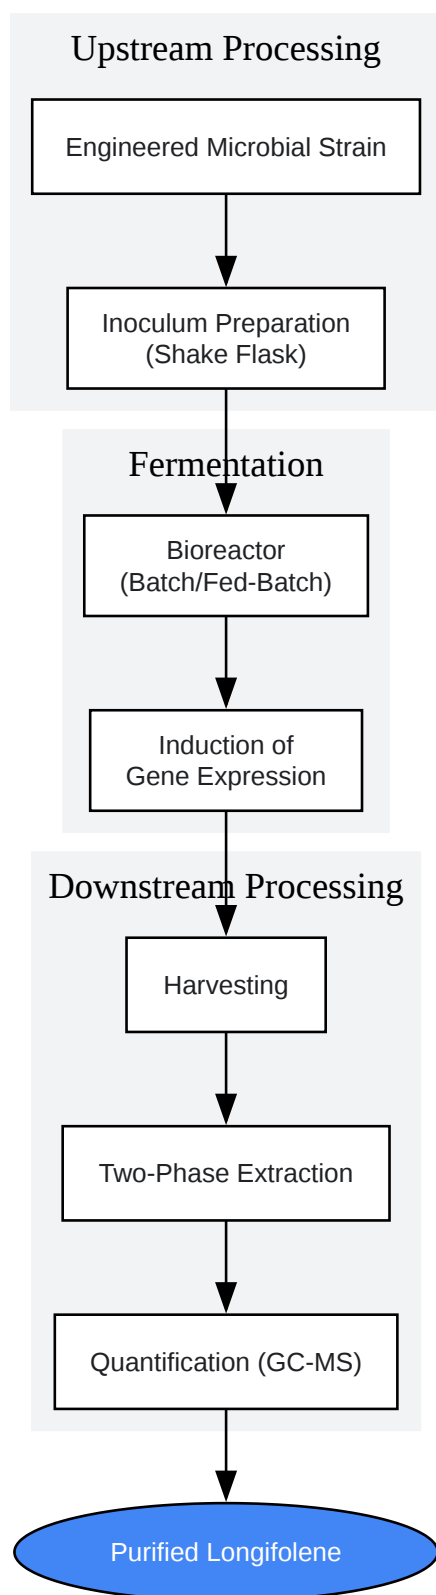 Upstream Processing
Engineered Microbial Strain
Inoculum Preparation
(Shake Flask)
Fermentation
Bioreactor
(Batch/Fed-Batch)
Induction of
Gene Expression
Downstream Processing
Harvesting
Two-Phase Extraction
Quantification (GC-MS)
Purified Longifolene